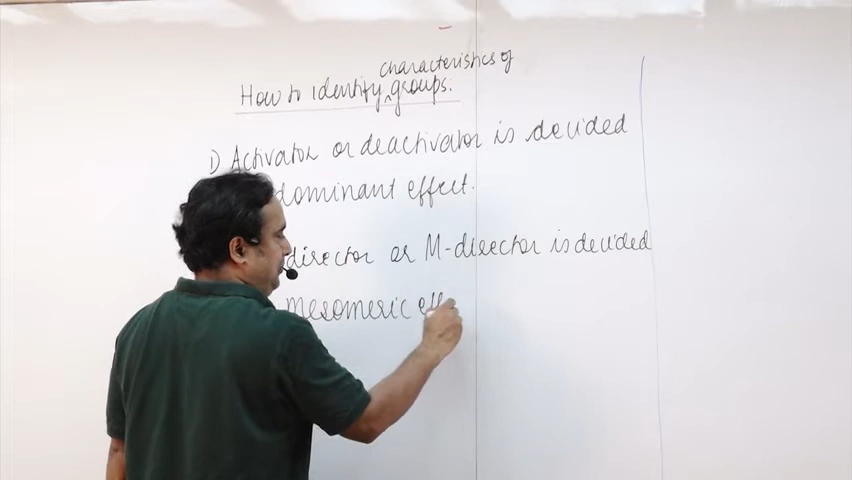 characteristics of
How to identify ^ groups:
1) Activator or deactivator is decided
dominant effect.
director or M-director is decided
mesomeric eff